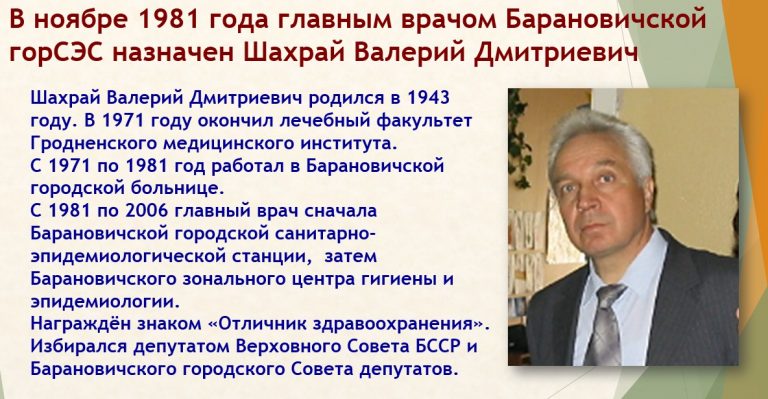 В ноябре 1981 года главным врачом Барановичской
горСЭС назначен Шахрай Валерий Дмитриевич
Шахрай Валерий Дмитриевич родился в 1943
году. В 1971 году окончил лечебный факультет
Гродненского медицинского института.
С 1971 по 1981 год работал в Барановичской
городской больнице.
С 1981 по 2006 главный врач сначала
Барановичской городской санитарно-
эпидемиологической станции, затем
Барановичского зонального центра гигиены и
эпидемиологии.
Награждён знаком «Отличник здравоохранения».
Избирался депутатом Верховного Совета БССР и
Барановичского городского Совета депутатов.